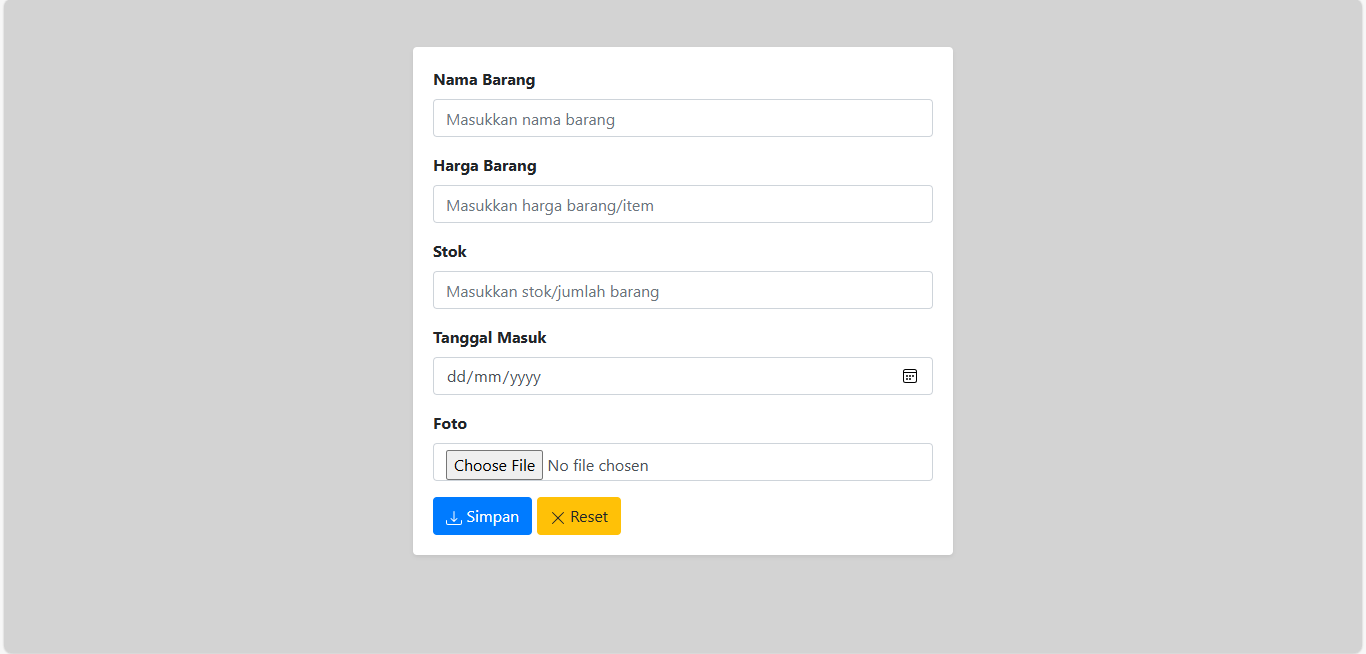 Nama Barang
Masukkan nama barang
Harga Barang
Masukkan harga barang/item
Stok
Masukkan stok/jumlah barang
Tanggal Masuk
dd/mm/yyyy
Foto
Choose File No file chosen
Simpan Reset